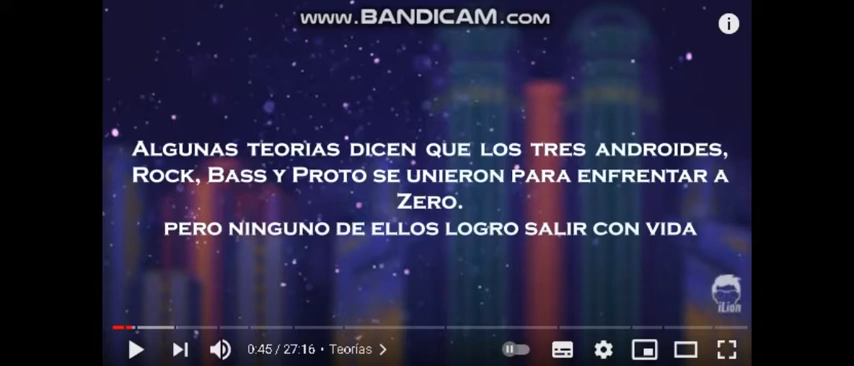 www.BANDICAM.com
ALGUNAS TEORIAS DICEN QUE LOS TRES ANDROIDES,
ROCK, BASS Y PROTO SE UNIERON PARA ENFRENTAR A
ZERO.
PERO NINGUNO DE ELLOS LOGRO SALIR CON VIDA
iLion
0:45 / 27:16 • Teorías >